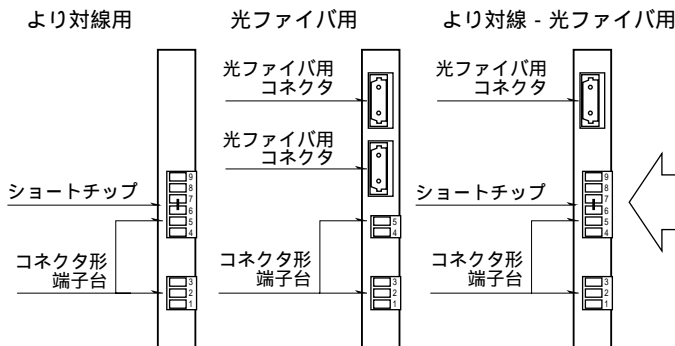 より対線用
光ファイバ用
より対線 - 光ファイバ用
ショートチップ
コネクタ形
端子台
9
8
7
6
5
4
3
2
1
光ファイバ用
コネクタ
光ファイバ用
コネクタ
コネクタ形
端子台
5
4
3
2
1
光ファイバ用
コネクタ
ショートチップ
コネクタ形
端子台
9
8
7
6
5
4
3
2
1